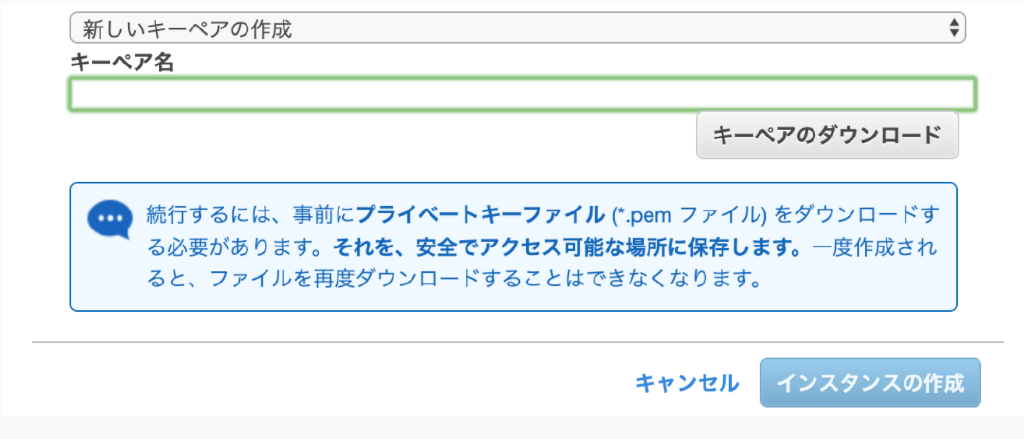 新しいキーペアの作成
キーペア名
キーペアのダウンロード
続行するには、事前にプライベートキーファイル (*.pem ファイル) をダウンロードす
る必要があります。それを、安全でアクセス可能な場所に保存します。一度作成され
ると、ファイルを再度ダウンロードすることはできなくなります。
キャンセル
インスタンスの作成